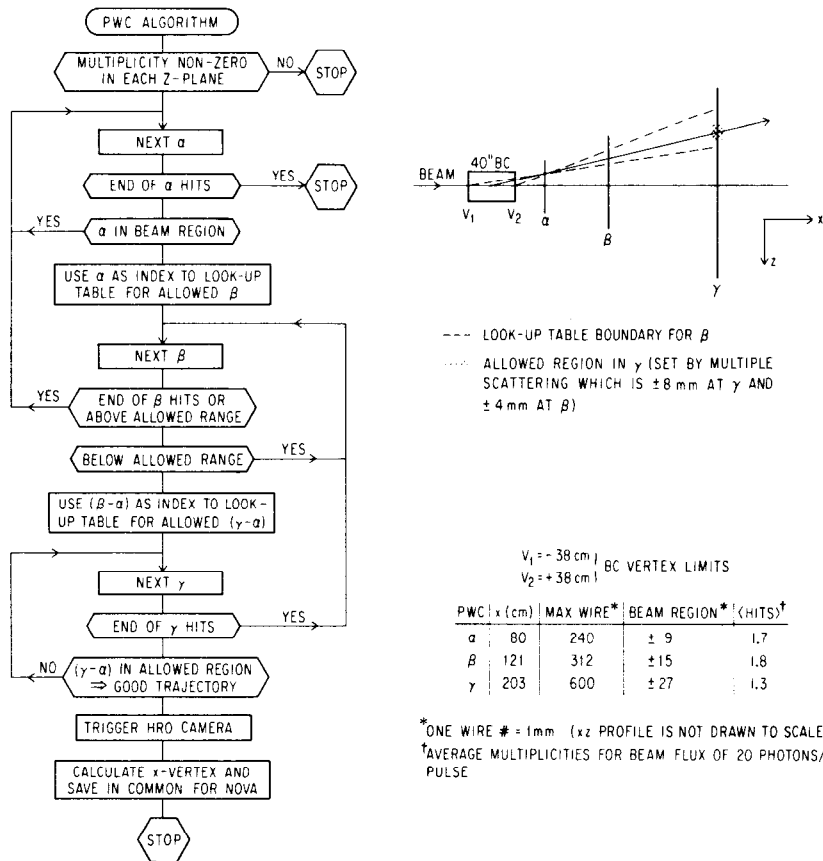 PWC ALGORITHM
MULTIPLICITY NON-ZERO
IN EACH Z-PLANE
NO
STOP
NEXT α
END OF α HITS
YES
STOP
α IN BEAM REGION
YES
USE α AS INDEX TO LOOK-UP
TABLE FOR ALLOWED β
NEXT β
END OF β HITS OR
ABOVE ALLOWED RANGE
YES
BELOW ALLOWED RANGE
YES
USE (β-α) AS INDEX TO LOOK-
UP TABLE FOR ALLOWED (γ-α)
NEXT γ
END OF γ HITS
YES
(γ-α) IN ALLOWED REGION
⇒ GOOD TRAJECTORY
NO
TRIGGER HRO CAMERA
CALCULATE x-VERTEX AND
SAVE IN COMMON FOR NOVA
STOP
40"BC
BEAM
V₁
V₂
α
β
γ
x
z
--- LOOK-UP TABLE BOUNDARY FOR β
ALLOWED REGION IN γ (SET BY MULTIPLE
SCATTERING WHICH IS ±8 mm AT γ AND
±4mm AT β)
V₁ = -38 cm
V₂ = +38 cm
BC VERTEX LIMITS
PWC x (cm) MAX WIRE* BEAM REGION* ⟨HITS⟩†
α 80 240 ± 9 1.7
β 121 312 ±15 1.8
γ 203 600 ±27 1.3
*ONE WIRE # = 1mm (xz PROFILE IS NOT DRAWN TO SCALE
†AVERAGE MULTIPLICITIES FOR BEAM FLUX OF 20 PHOTONS/
PULSE